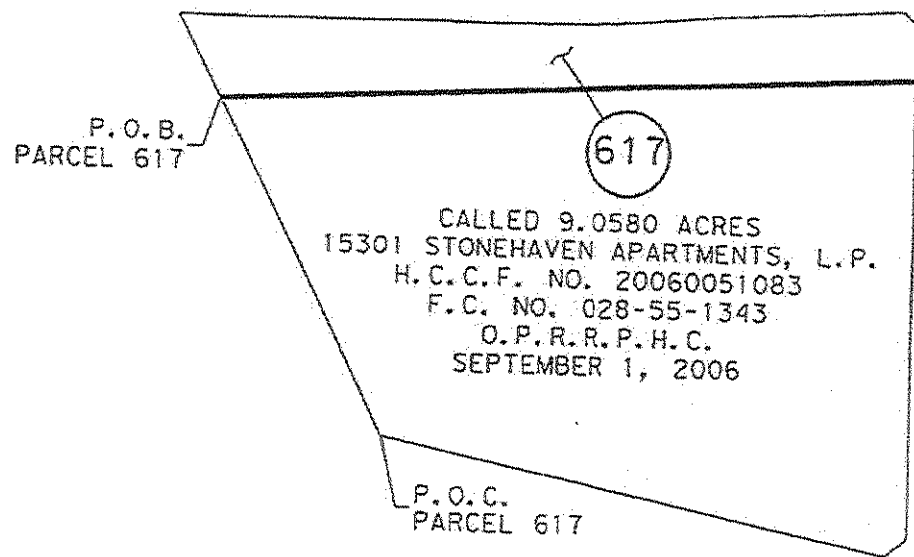 P.O.B.
PARCEL 617
617
CALLED 9.0580 ACRES
15301 STONEHAVEN APARTMENTS, L.P.
H.C.C.F. NO. 20060051083
F.C. NO. 028-55-1343
O.P.R.R.P.H.C.
SEPTEMBER 1, 2006
P.O.C.
PARCEL 617